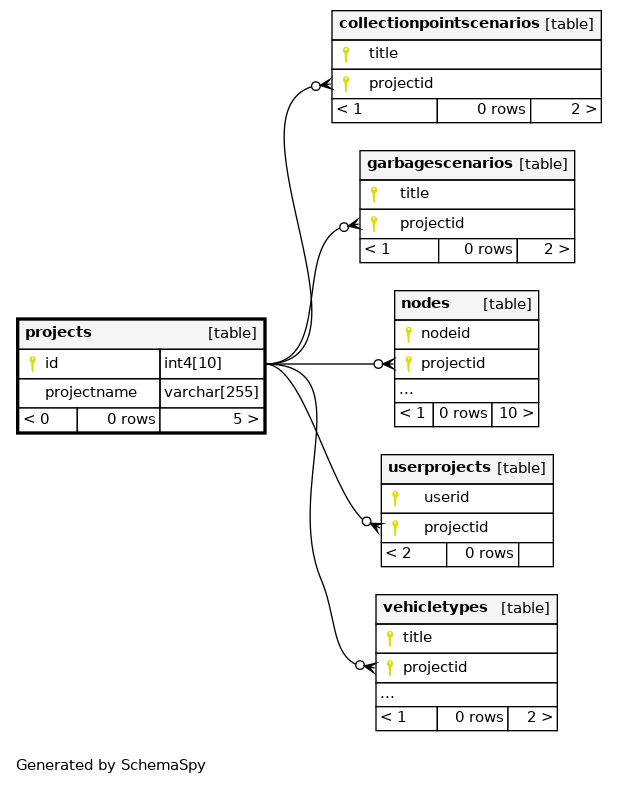 collectionpointscenarios [table]
title
projectid
< 1 0 rows 2 >
garbagescenarios [table]
title
projectid
< 1 0 rows 2 >
nodes [table]
nodeid
projectid
...
< 1 0 rows 10 >
projects [table]
id int4[10]
projectname varchar[255]
< 0 0 rows 5 >
userprojects [table]
userid
projectid
< 2 0 rows
vehicletypes [table]
title
projectid
...
< 1 0 rows 2 >
Generated by SchemaSpy